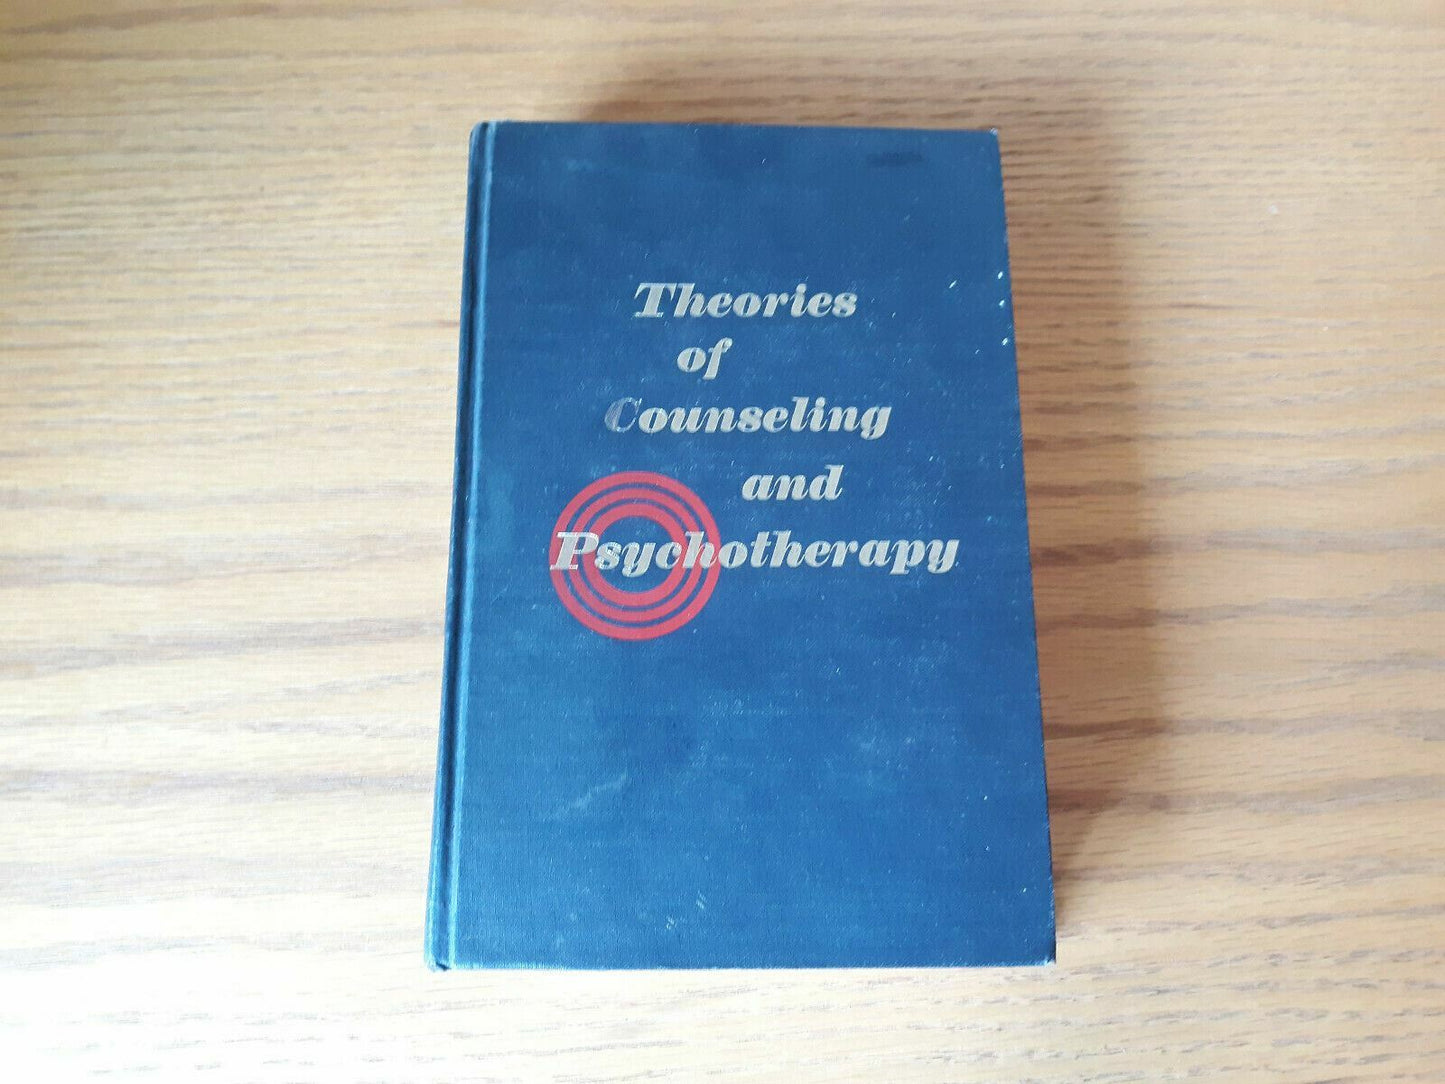 Theories
of
Counseling
and
Psychotherapy